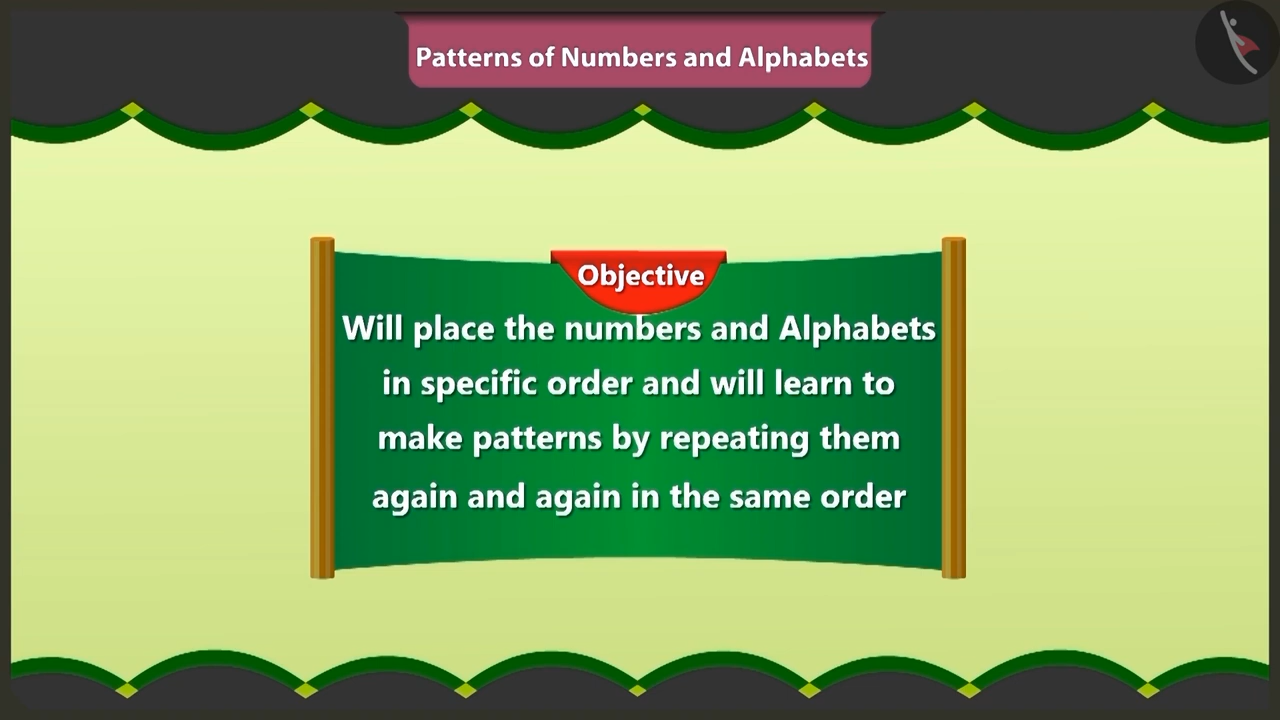 Patterns of Numbers and Alphabets
Objective
Will place the numbers and Alphabets
in specific order and will learn to
make patterns by repeating them
again and again in the same order